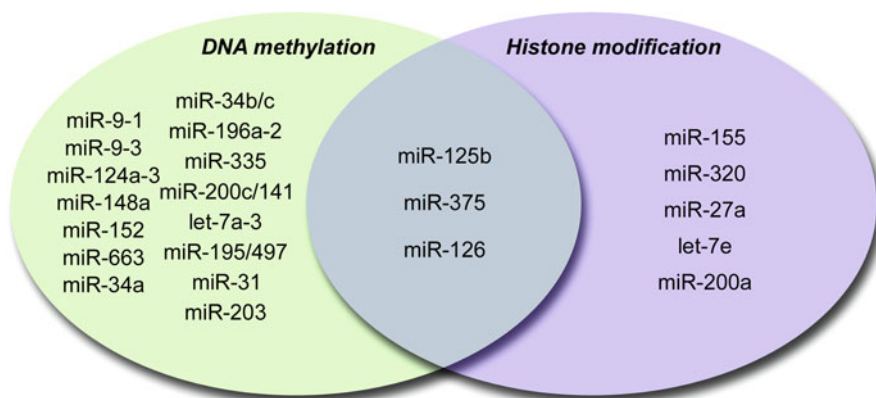 DNA methylation
Histone modification
miR-9-1
miR-9-3
miR-124a-3
miR-148a
miR-152
miR-663
miR-34a
miR-34b/c
miR-196a-2
miR-335
miR-200c/141
let-7a-3
miR-195/497
miR-31
miR-203
miR-125b
miR-375
miR-126
miR-155
miR-320
miR-27a
let-7e
miR-200a